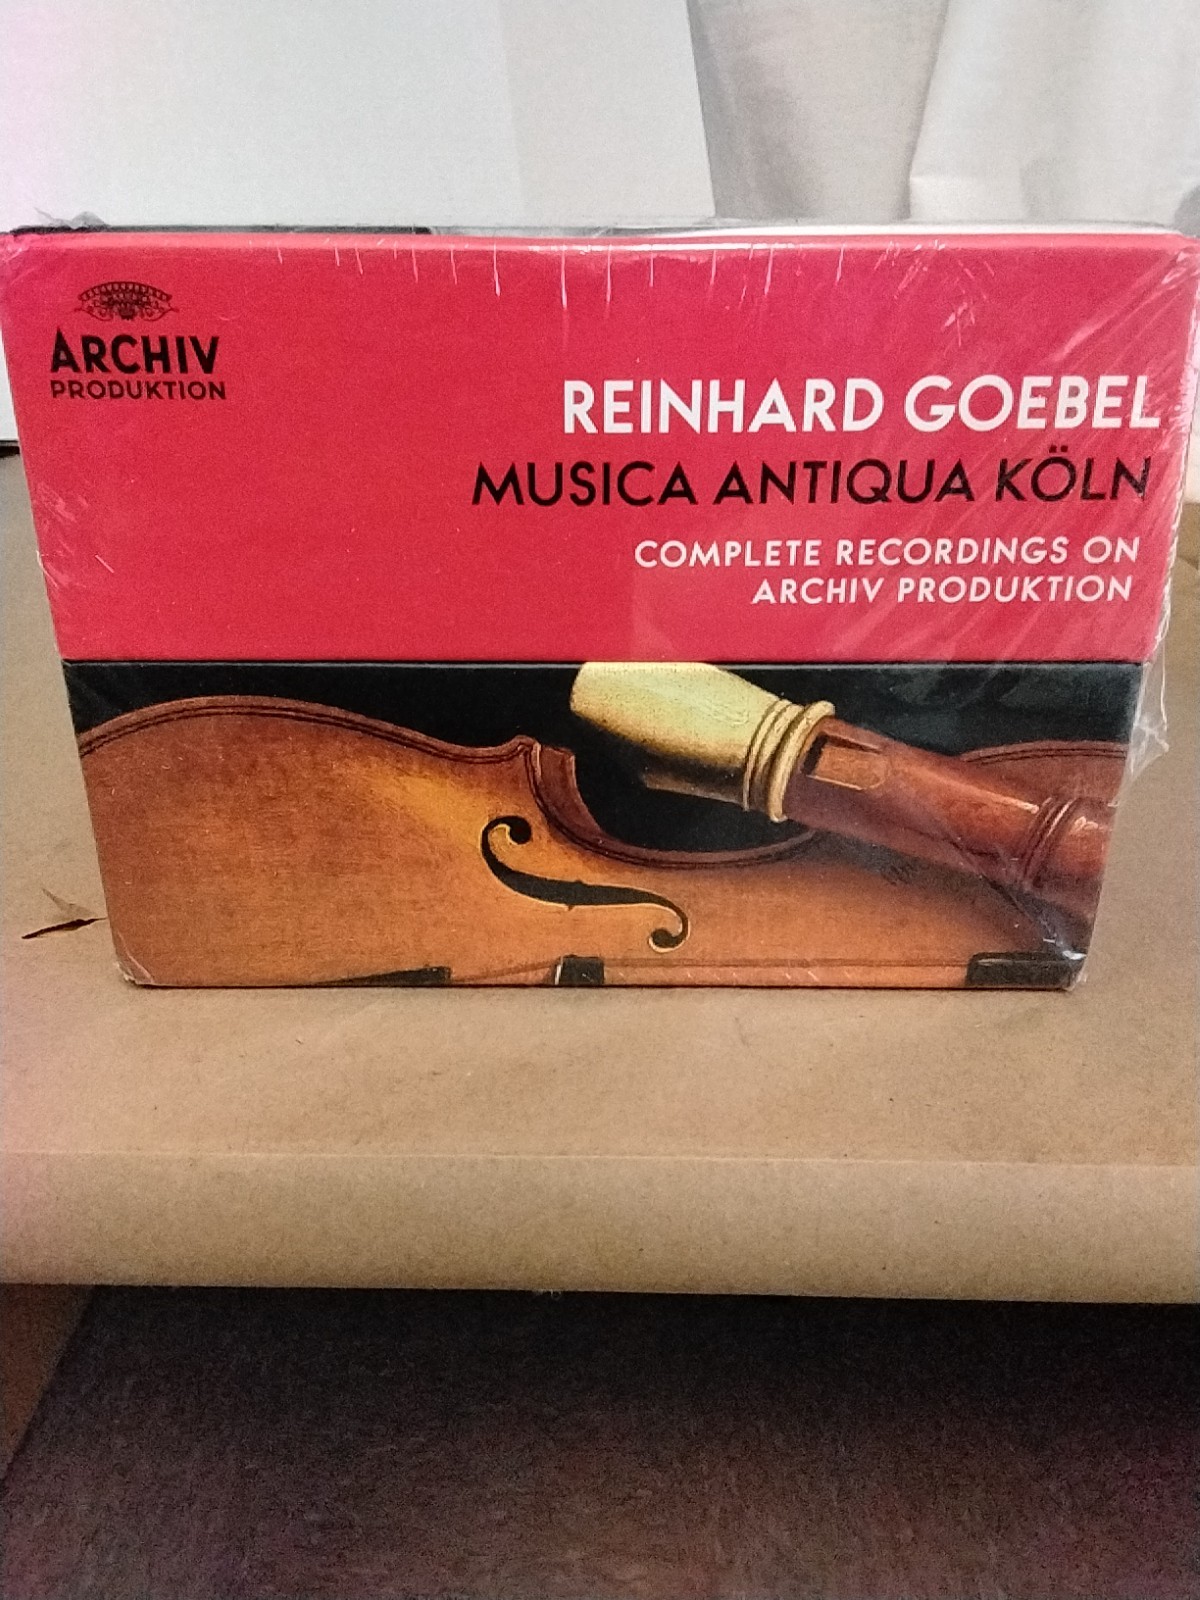 ARCHIV
PRODUKTION
REINHARD GOEBEL
MUSICA ANTIQUA KÖLN
COMPLETE RECORDINGS ON
ARCHIV PRODUKTION